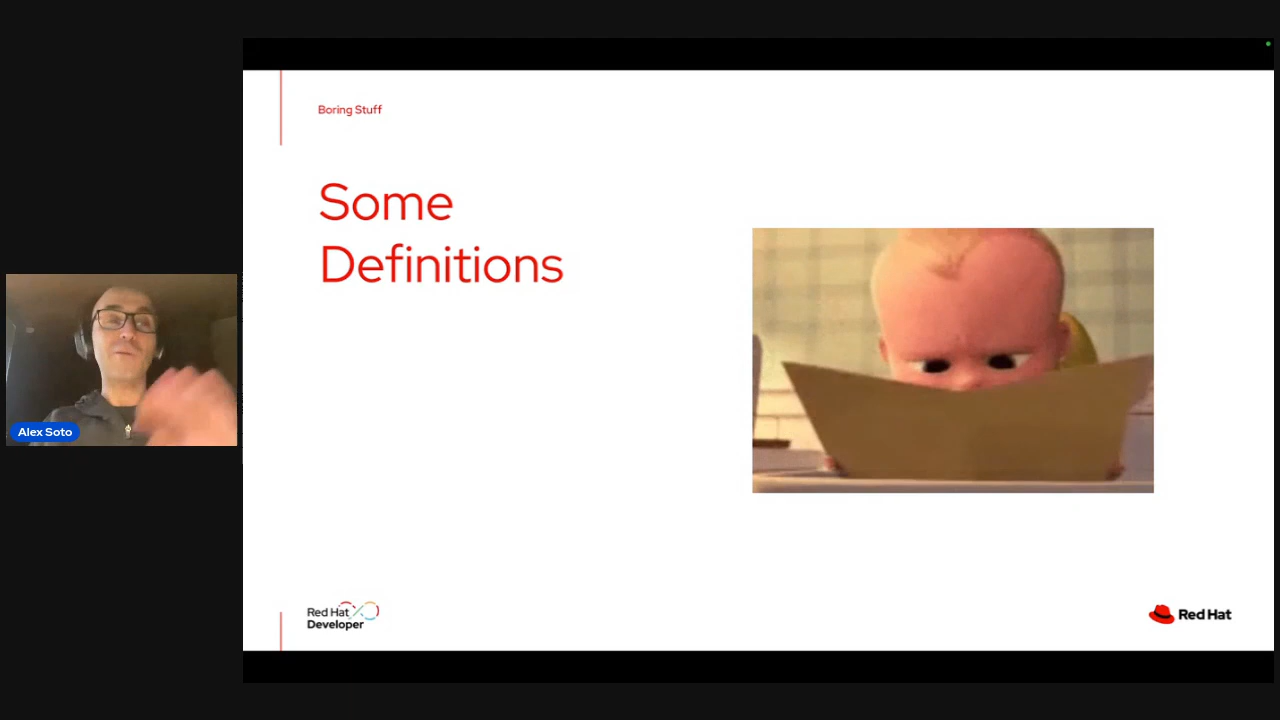 Boring Stuff
Some
Definitions
Alex Soto
Red Hat
Developer
Red Hat